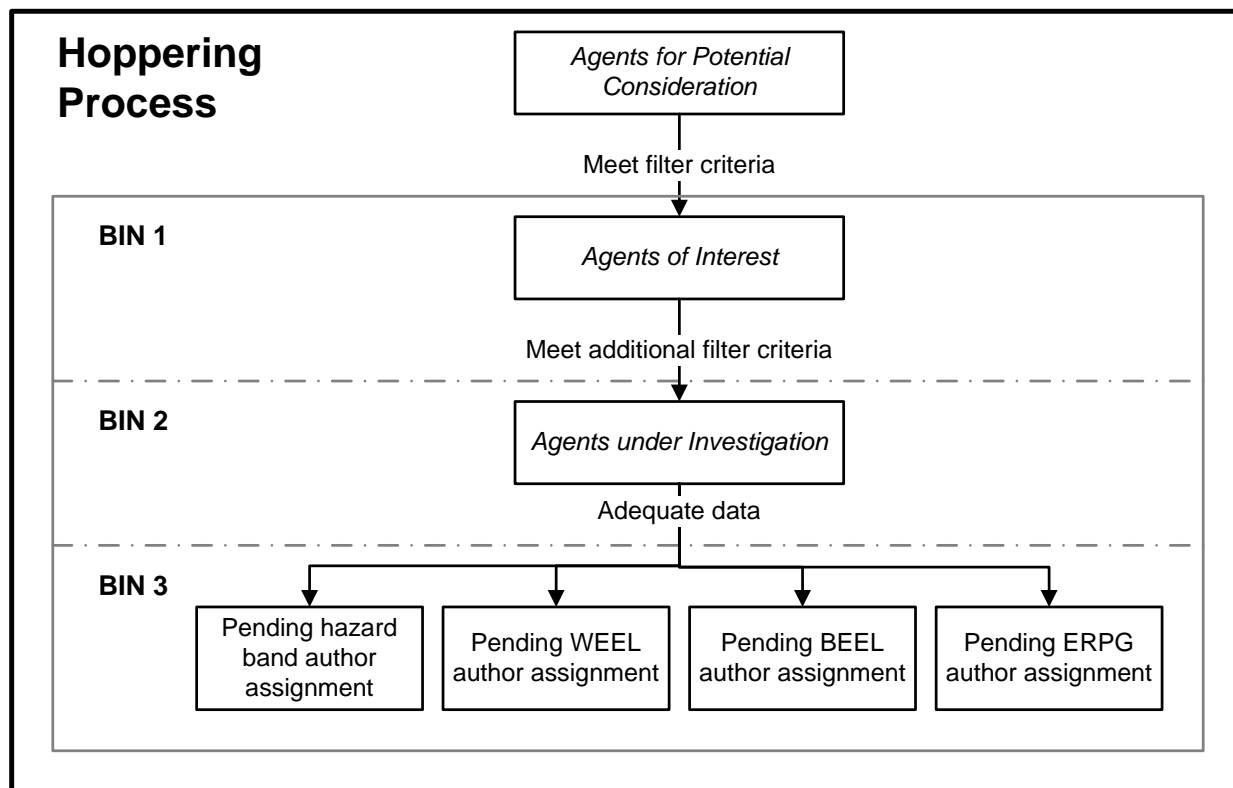 Hoppering
Process
Agents for Potential
Consideration
Meet filter criteria
BIN 1
Agents of Interest
Meet additional filter criteria
BIN 2
Agents under Investigation
Adequate data
BIN 3
Pending hazard
band author
assignment
Pending WEEL
author assignment
Pending BEEL
author assignment
Pending ERPG
author assignment